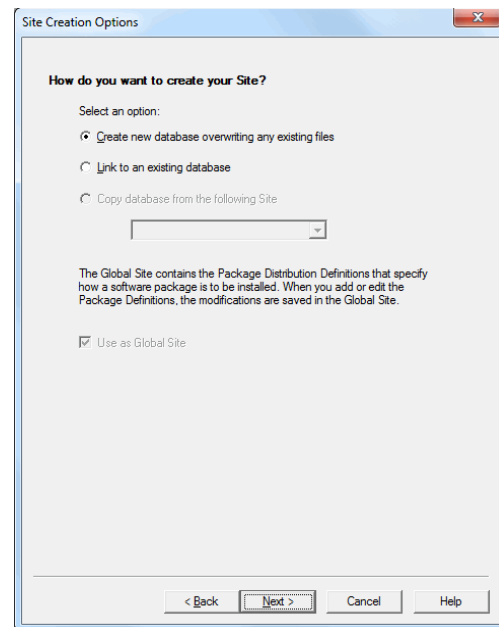 Site Creation Options
How do you want to create your Site?
Select an option:
Create new database overwriting any existing files
Link to an existing database
Copy database from the following Site
The Global Site contains the Package Distribution Definitions that specify
how a software package is to be installed. When you add or edit the
Package Definitions, the modifications are saved in the Global Site.
Use as Global Site
< Back Next > Cancel Help